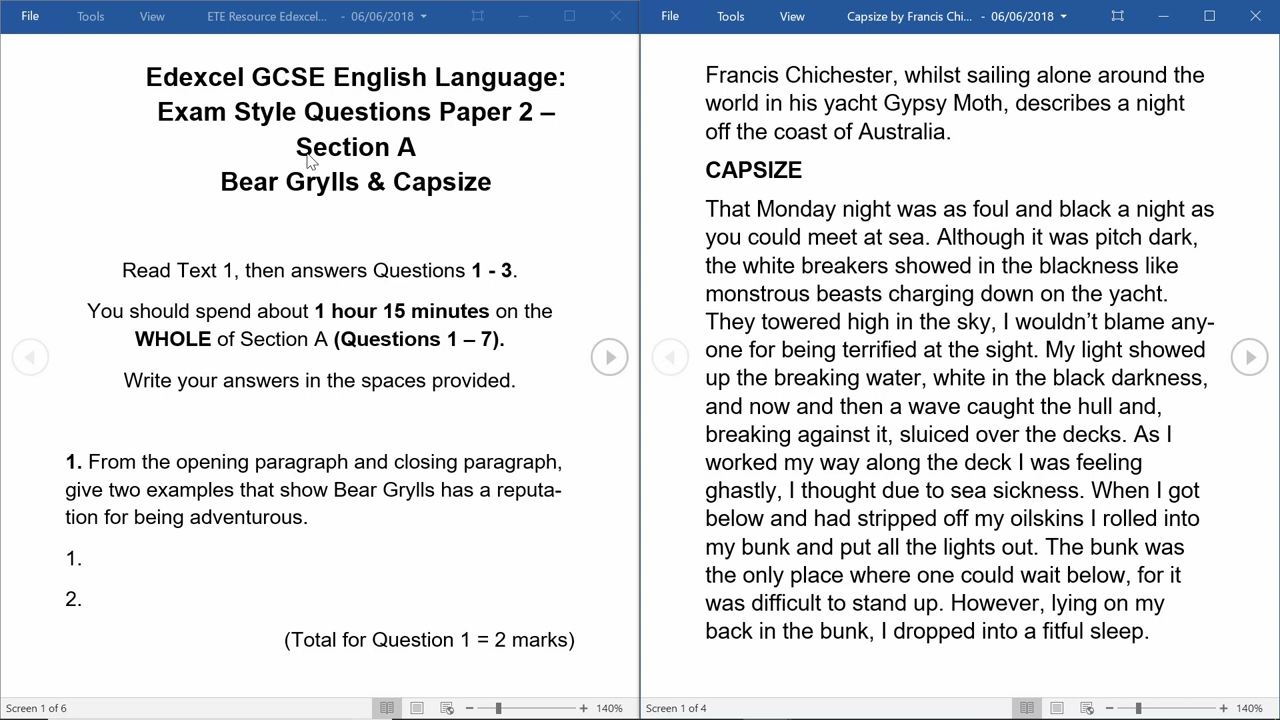 File Tools View ETE Resource Edexcel... - 06/06/2018
Edexcel GCSE English Language:
Exam Style Questions Paper 2 –
Section A
Bear Grylls & Capsize
Read Text 1, then answers Questions 1 - 3.
You should spend about 1 hour 15 minutes on the
WHOLE of Section A (Questions 1 – 7).
Write your answers in the spaces provided.
1. From the opening paragraph and closing paragraph,
give two examples that show Bear Grylls has a reputa-
tion for being adventurous.
1.
2.
(Total for Question 1 = 2 marks)
Screen 1 of 6 140%
File Tools View Capsize by Francis Chi... - 06/06/2018
Francis Chichester, whilst sailing alone around the
world in his yacht Gypsy Moth, describes a night
off the coast of Australia.
CAPSIZE
That Monday night was as foul and black a night as
you could meet at sea. Although it was pitch dark,
the white breakers showed in the blackness like
monstrous beasts charging down on the yacht.
They towered high in the sky, I wouldn't blame any-
one for being terrified at the sight. My light showed
up the breaking water, white in the black darkness,
and now and then a wave caught the hull and,
breaking against it, sluiced over the decks. As I
worked my way along the deck I was feeling
ghastly, I thought due to sea sickness. When I got
below and had stripped off my oilskins I rolled into
my bunk and put all the lights out. The bunk was
the only place where one could wait below, for it
was difficult to stand up. However, lying on my
back in the bunk, I dropped into a fitful sleep.
Screen 1 of 4 140%